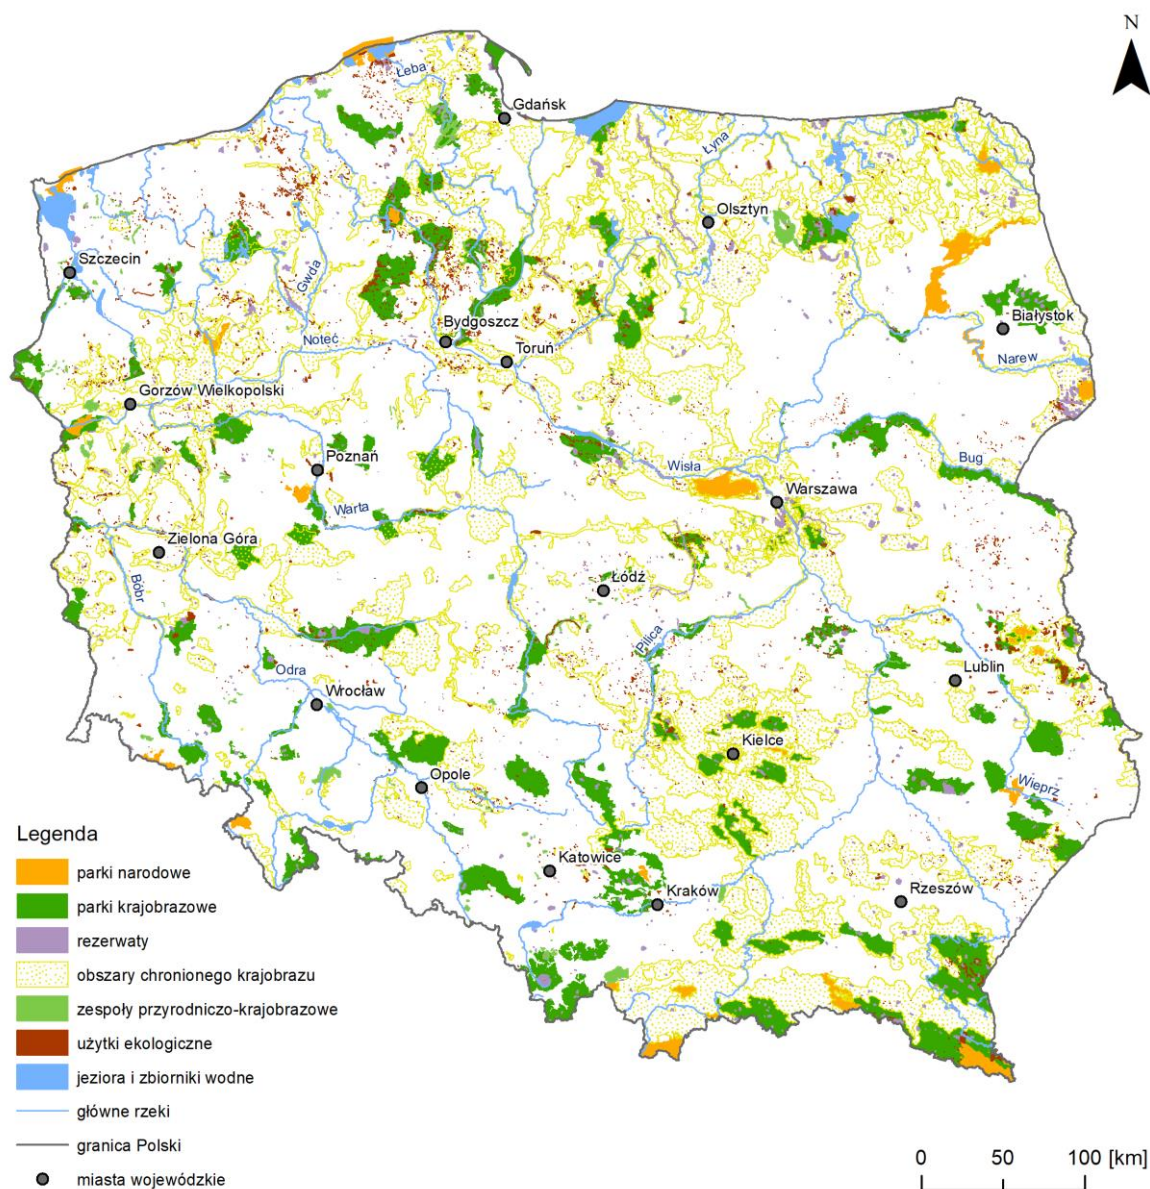 N
Łeba
Gdańsk
Łyna
Olsztyn
Szczecin
Gwda
Białystok
Bydgoszcz
Noteć
Toruń
Narew
Gorzów Wielkopolski
Poznań
Wisła
Bug
Warszawa
Warta
Zielona Góra
Bóbr
Łódź
Pilica
Odra
Lublin
Wrocław
Kielce
Opole
Wieprz
Katowice
Kraków
Rzeszów
Legenda
parki narodowe
parki krajobrazowe
rezerwaty
obszary chronionego krajobrazu
zespoły przyrodniczo-krajobrazowe
użytki ekologiczne
jeziora i zbiorniki wodne
główne rzeki
granica Polski
miasta wojewódzkie
0 50 100 [km]